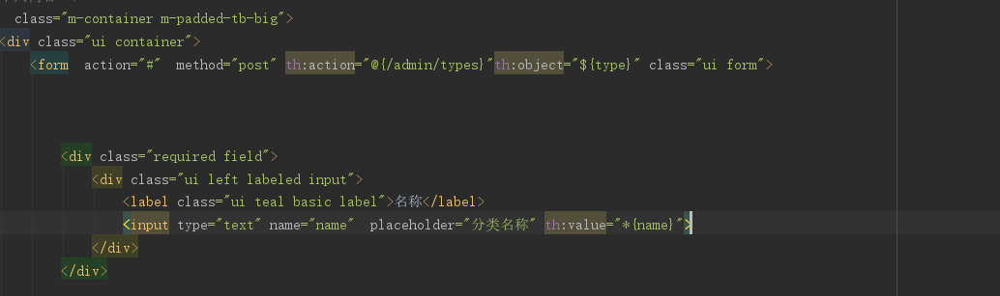 class="m-container m-padded-tb-big">
<div class="ui container">
<form  action="#"  method="post" th:action="@{/admin/types}"th:object="${type}" class="ui form">
<div class="required field">
<div class="ui left labeled input">
<label class="ui teal basic label">名称</label>
<input type="text" name="name"  placeholder="分类名称" th:value="*{name}">
</div>
</div>